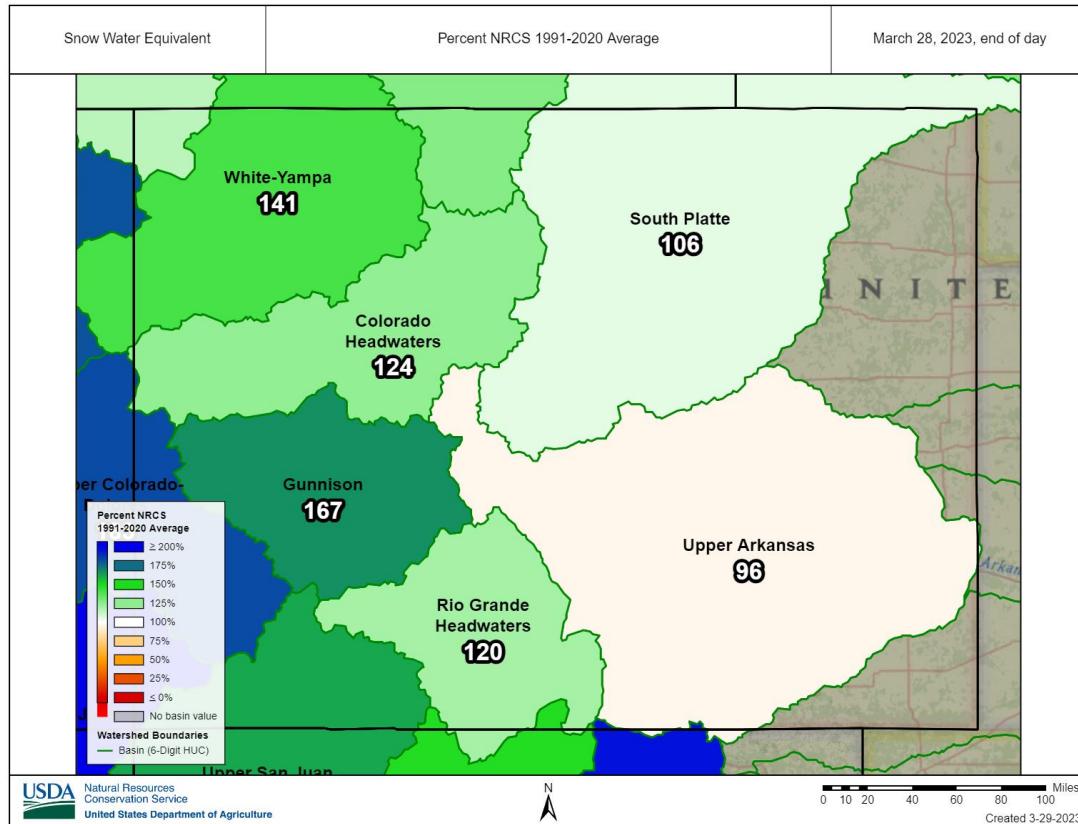 Snow Water Equivalent
Percent NRCS 1991-2020 Average
March 28, 2023, end of day
White-Yampa
141
South Platte
106
Colorado
Headwaters
124
UNITE
per Colorado-
Gunnison
167
Upper Arkansas
96
Arkan
Rio Grande
Headwaters
120
Upper San Juan
Percent NRCS
1991-2020 Average
≥ 200%
175%
150%
125%
100%
75%
50%
25%
≤ 0%
No basin value
Watershed Boundaries
Basin (6-Digit HUC)
USDA
Natural Resources
Conservation Service
United States Department of Agriculture
N
0 10 20 40 60 80 100 Miles
Created 3-29-2023